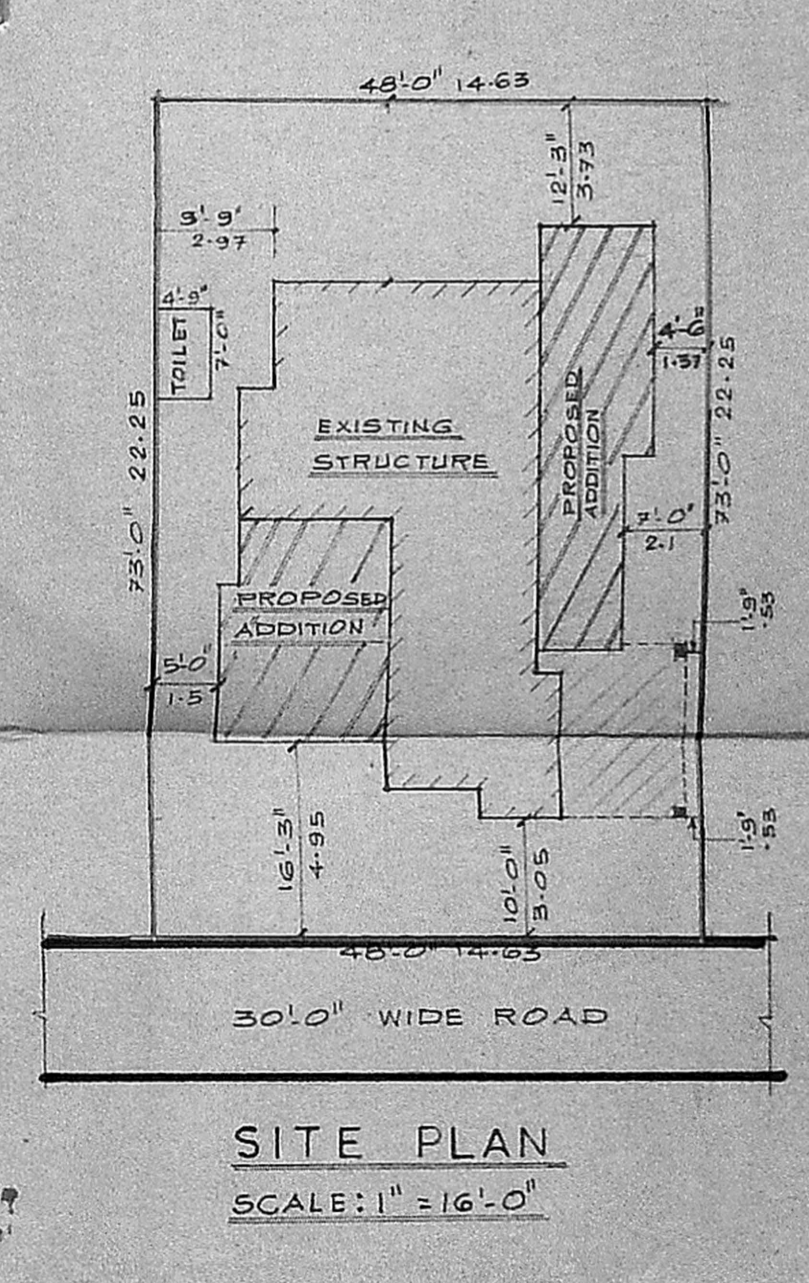 48'-0" 14.63
12'-3"
3.73
9'-9"
2.97
4'-9"
TOILET
7'-0"
4'-6"
1.37
73'-0" 22.25
73'-0" 22.25
EXISTING
STRUCTURE
PROPOSED
ADDITION
7'-0"
2.1
PROPOSED
ADDITION
1'-9"
.53
5'-0"
1.5
16'-3"
4.95
10'-0"
3.05
1'-9"
.53
48'-0" 14.63
30'-0" WIDE ROAD
SITE PLAN
SCALE: 1" = 16'-0"